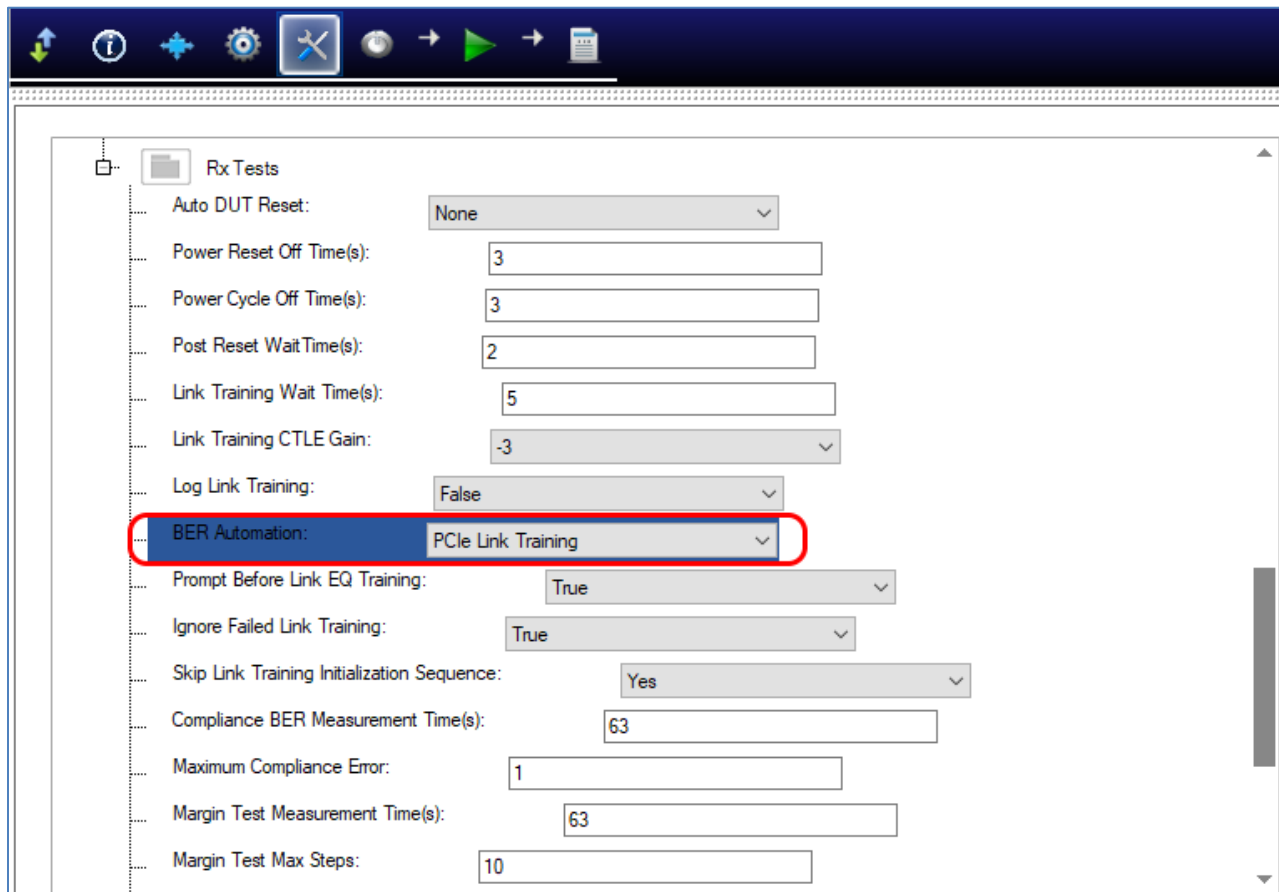 Rx Tests
Auto DUT Reset: None
Power Reset Off Time(s): 3
Power Cycle Off Time(s): 3
Post Reset WaitTime(s): 2
Link Training Wait Time(s): 5
Link Training CTLE Gain: -3
Log Link Training: False
BER Automation: PCIe Link Training
Prompt Before Link EQ Training: True
Ignore Failed Link Training: True
Skip Link Training Initialization Sequence: Yes
Compliance BER Measurement Time(s): 63
Maximum Compliance Error: 1
Margin Test Measurement Time(s): 63
Margin Test Max Steps: 10